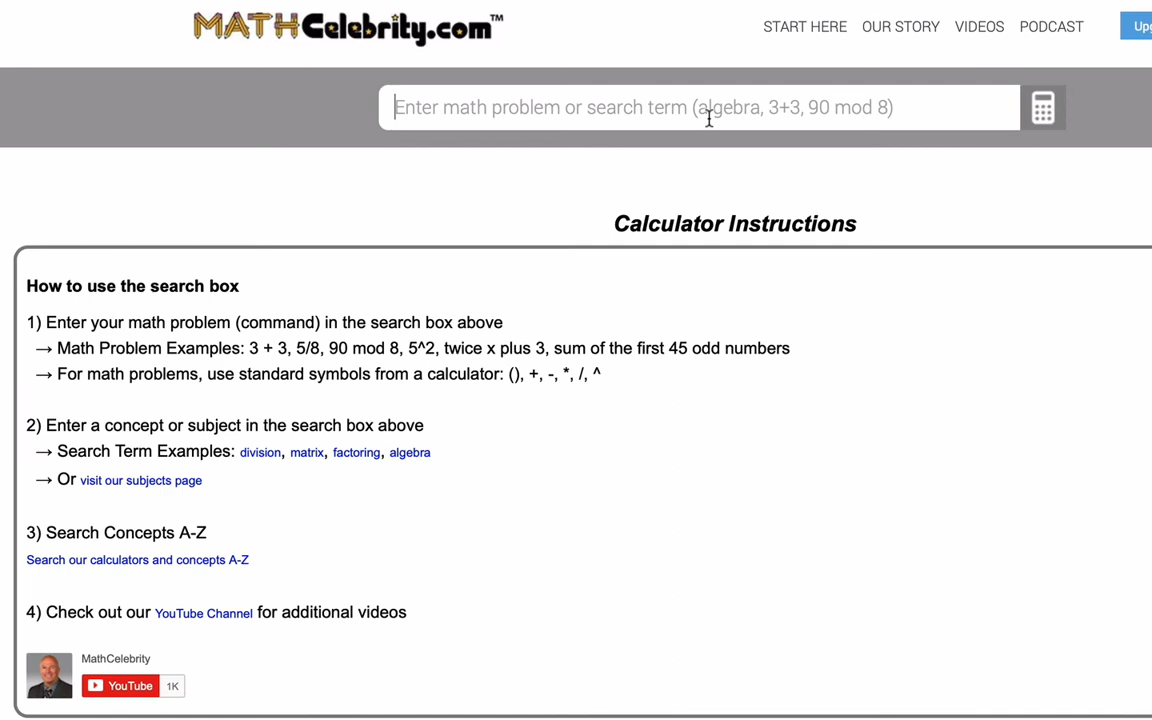 MATHCelebrity.com™
START HERE OUR STORY VIDEOS PODCAST Upg
Enter math problem or search term (algebra, 3+3, 90 mod 8)
Calculator Instructions
How to use the search box
1) Enter your math problem (command) in the search box above
→ Math Problem Examples: 3 + 3, 5/8, 90 mod 8, 5^2, twice x plus 3, sum of the first 45 odd numbers
→ For math problems, use standard symbols from a calculator: (), +, -, *, /, ^
2) Enter a concept or subject in the search box above
→ Search Term Examples: division, matrix, factoring, algebra
→ Or visit our subjects page
3) Search Concepts A-Z
Search our calculators and concepts A-Z
4) Check out our YouTube Channel for additional videos
MathCelebrity
YouTube 1K